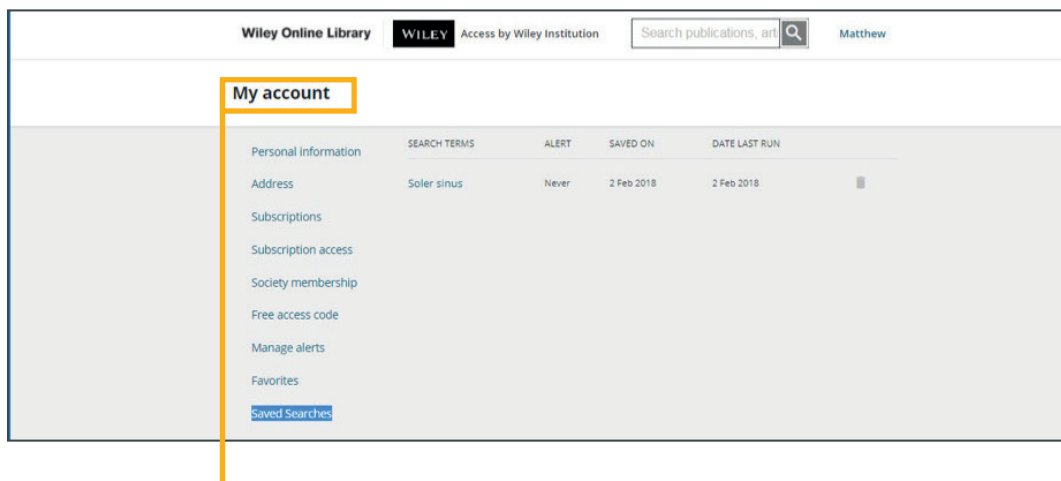 Wiley Online Library WILEY Access by Wiley Institution Search publications, art Matthew
My account
Personal information
Address
Subscriptions
Subscription access
Society membership
Free access code
Manage alerts
Favorites
Saved Searches
SEARCH TERMS ALERT SAVED ON DATE LAST RUN
Soler sinus Never 2 Feb 2018 2 Feb 2018